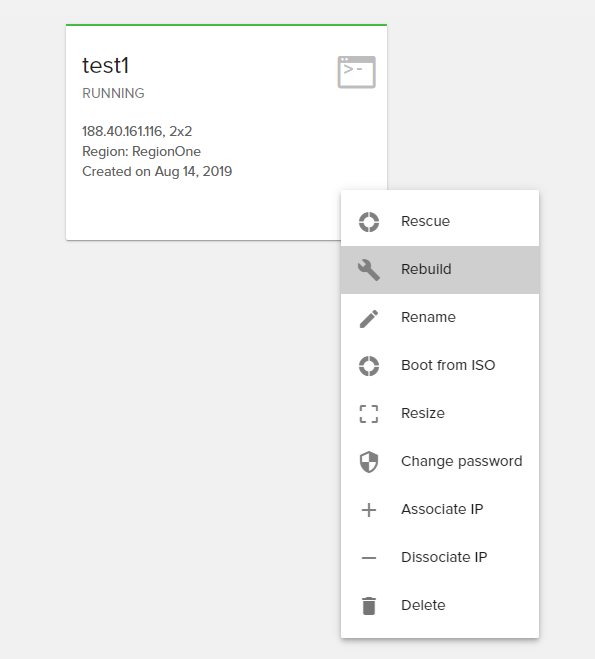 test1
RUNNING
188.40.161.116, 2x2
Region: RegionOne
Created on Aug 14, 2019
Rescue
Rebuild
Rename
Boot from ISO
Resize
Change password
Associate IP
Dissociate IP
Delete